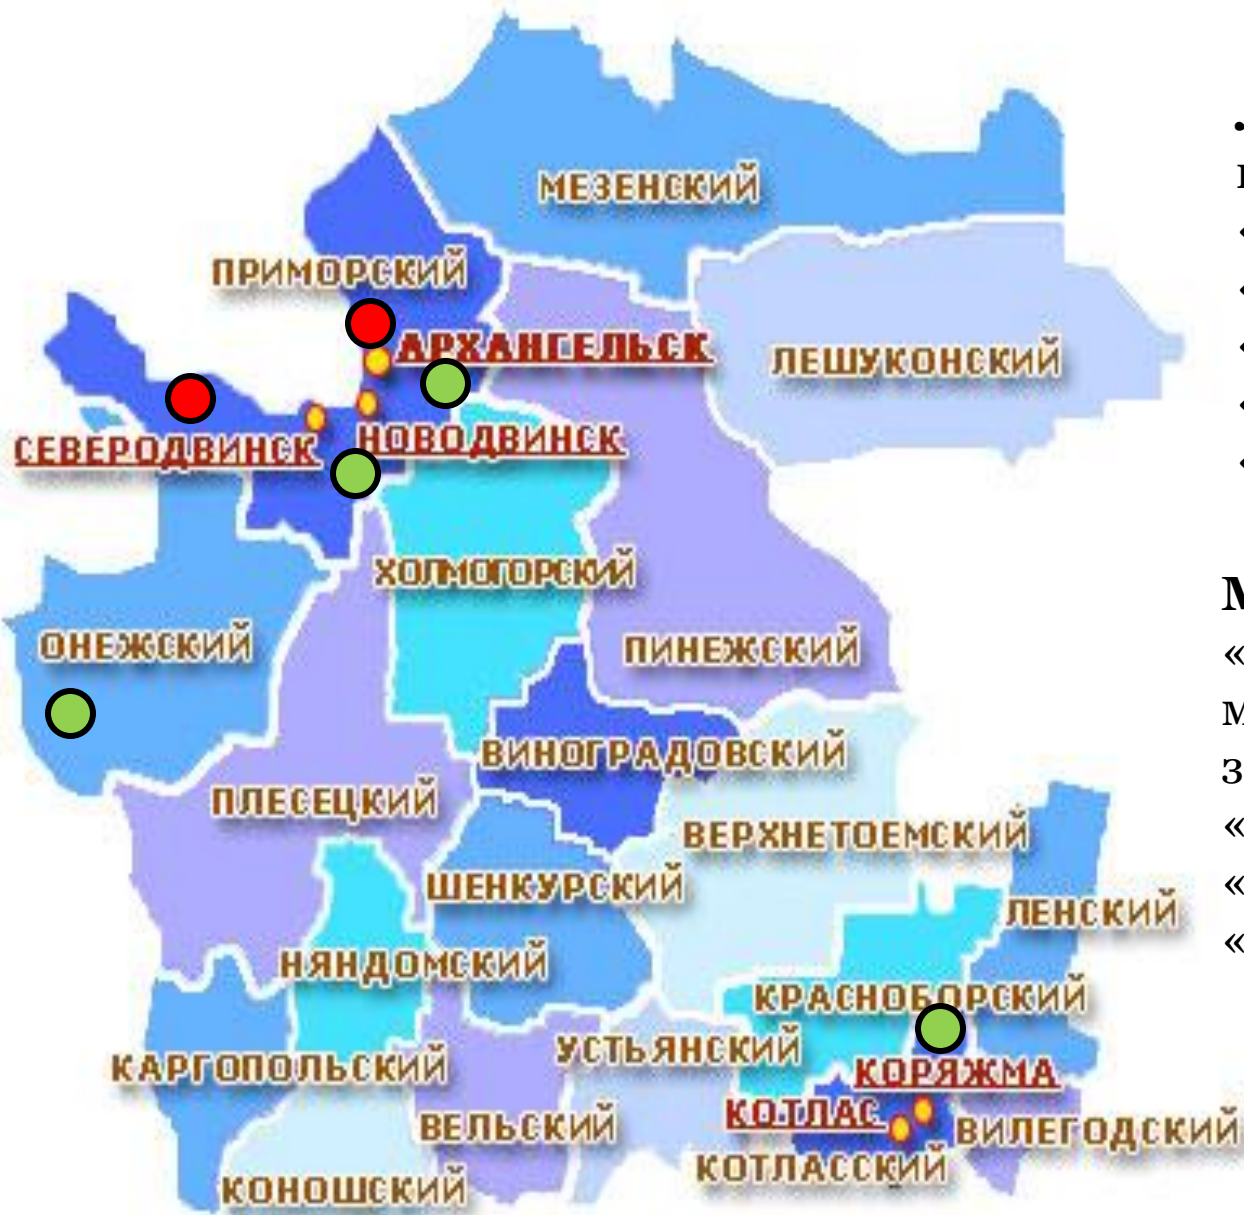 МЕЗЕНСКИЙ
ПРИМОРСКИЙ
АРХАНГЕЛЬСК
ЛЕШУКОНСКИЙ
СЕВЕРОДВИНСК
НОВОДВИНСК
ХОЛМОГОРСКИЙ
ОНЕЖСКИЙ
ПИНЕЖСКИЙ
ВИНОГРАДОВСКИЙ
ПЛЕСЕЦКИЙ
ВЕРХНЕТОЕМСКИЙ
ШЕНКУРСКИЙ
ЛЕНСКИЙ
НЯНДОМСКИЙ
КРАСНОБОРСКИЙ
УСТЬЯНСКИЙ
КАРГОПОЛЬСКИЙ
КОРЯЖМА
КОТЛАС
ВЕЛЬСКИЙ
ВИЛЕГОДСКИЙ
КОТЛАССКИЙ
КОНОШСКИЙ